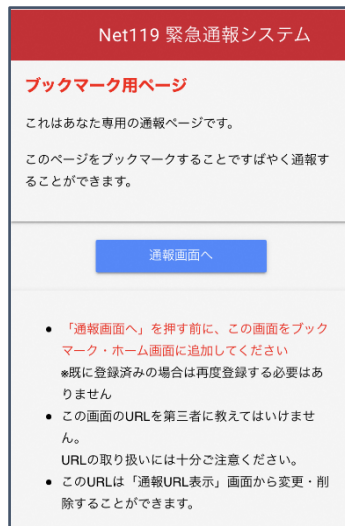 Net119 緊急通報システム
ブックマーク用ページ
これはあなた専用の通報ページです。
このページをブックマークすることですばやく通報す
ることができます。
通報画面へ
● 「通報画面へ」を押す前に、この画面をブック
マーク・ホーム画面に追加してください
※既に登録済みの場合は再度登録する必要はあ
りません
● この画面のURLを第三者に教えてはいけませ
ん。
URLの取り扱いには十分ご注意ください。
● このURLは「通報URL表示」画面から変更・削
除することができます。